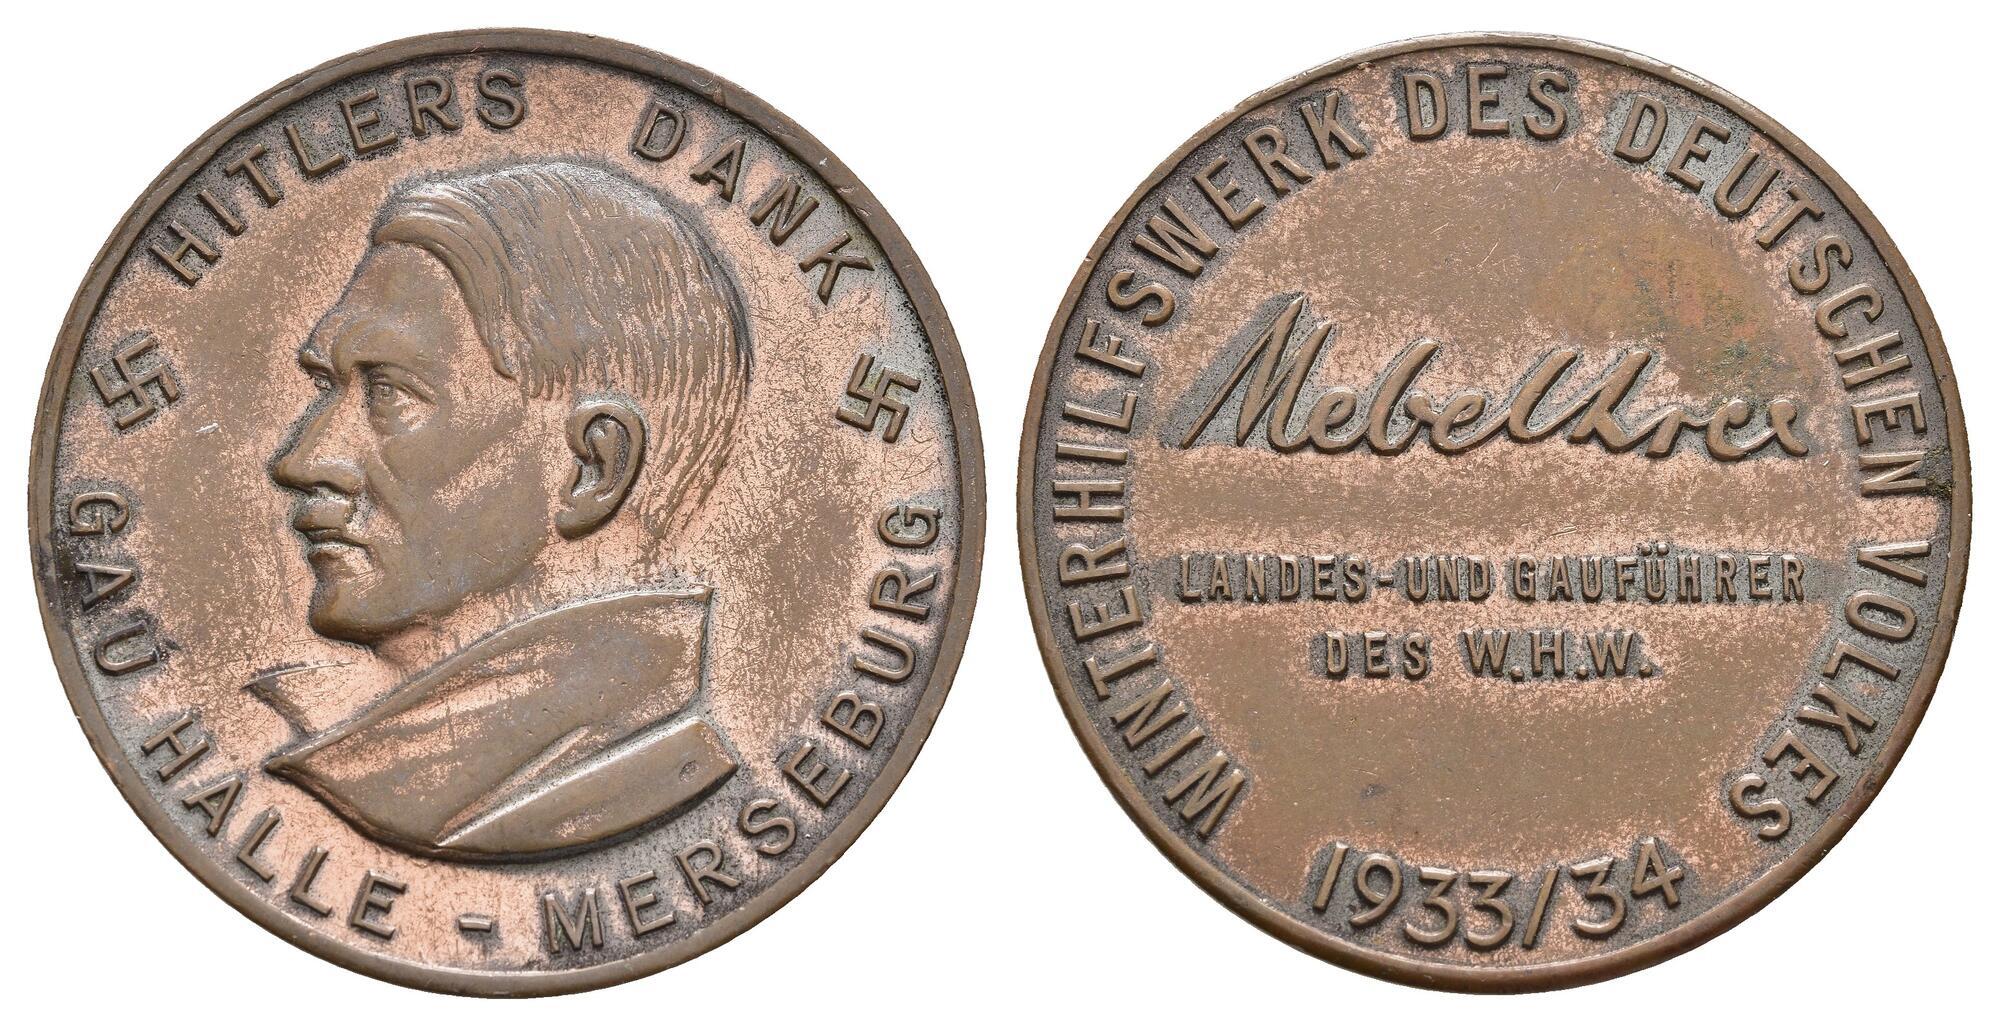 HITLERS DANK
GAU HALLE - MERSEBURG
WINTERHILFSWERK DES DEUTSCHEN VOLKES
LANDES-UND GAUFÜHRER
DES W.H.W.
1933/34